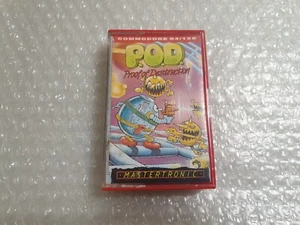 COMMODORE 64/128
P.O.D.
Proof of Destruction
MASTERTRONIC